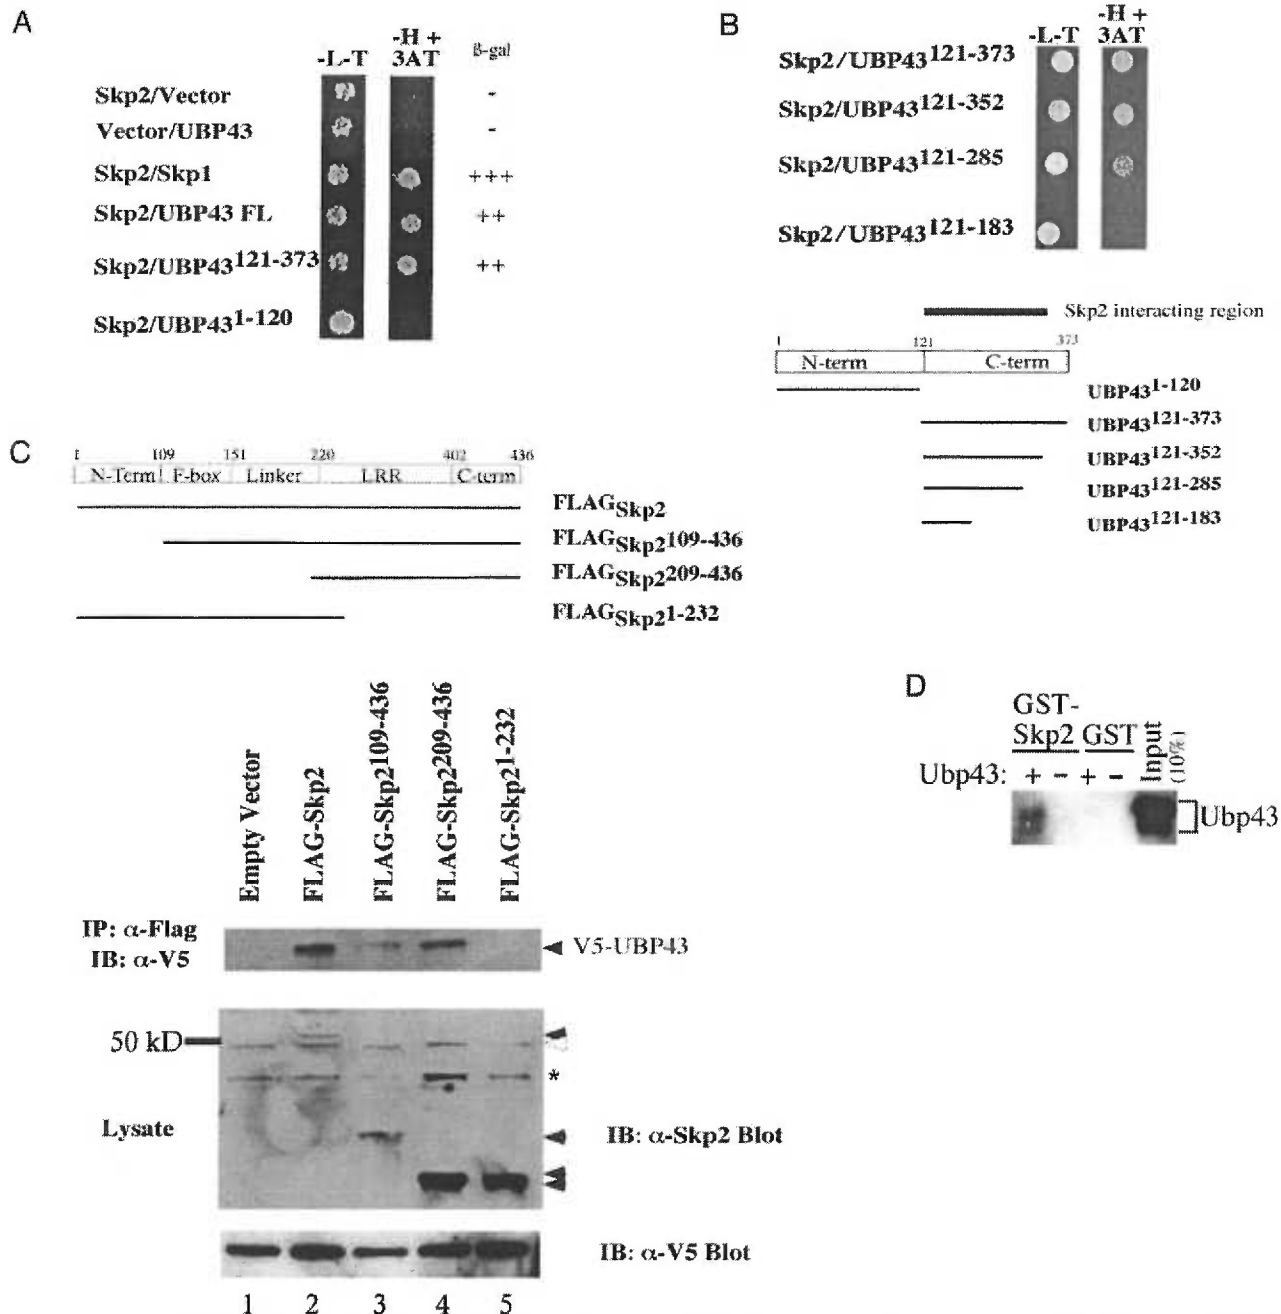 A
-L-T
-H +
3AT
ß-gal
Skp2/Vector
-
Vector/UBP43
-
Skp2/Skp1
+++
Skp2/UBP43 FL
++
Skp2/UBP43121-373
++
Skp2/UBP431-120
B
-L-T
-H +
3AT
Skp2/UBP43121-373
Skp2/UBP43121-352
Skp2/UBP43121-285
Skp2/UBP43121-183
Skp2 interacting region
1 121 373
N-term C-term
UBP431-120
UBP43121-373
UBP43121-352
UBP43121-285
UBP43121-183
C
1 109 151 220 402 436
N-Term F-box Linker LRR C-term
FLAGSkp2
FLAGSkp2109-436
FLAGSkp2209-436
FLAGSkp21-232
Empty Vector
FLAG-Skp2
FLAG-Skp2109-436
FLAG-Skp2209-436
FLAG-Skp21-232
IP: α-Flag
IB: α-V5
V5-UBP43
50 kD
*
Lysate
IB: α-Skp2 Blot
IB: α-V5 Blot
1 2 3 4 5
D
GST-
Skp2 GST
Input
(10%)
Ubp43: + - + -
Ubp43